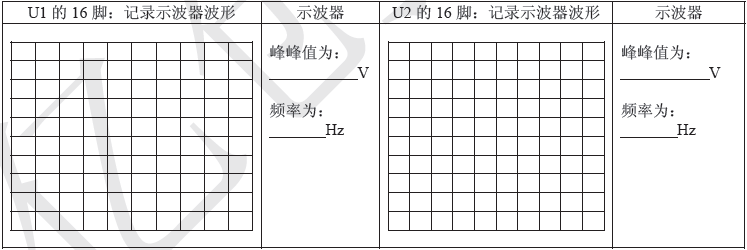 U1 的 16 脚：记录示波器波形
示波器
U2 的 16 脚：记录示波器波形
示波器
峰峰值为：
V
频率为：
Hz
峰峰值为：
V
频率为：
Hz